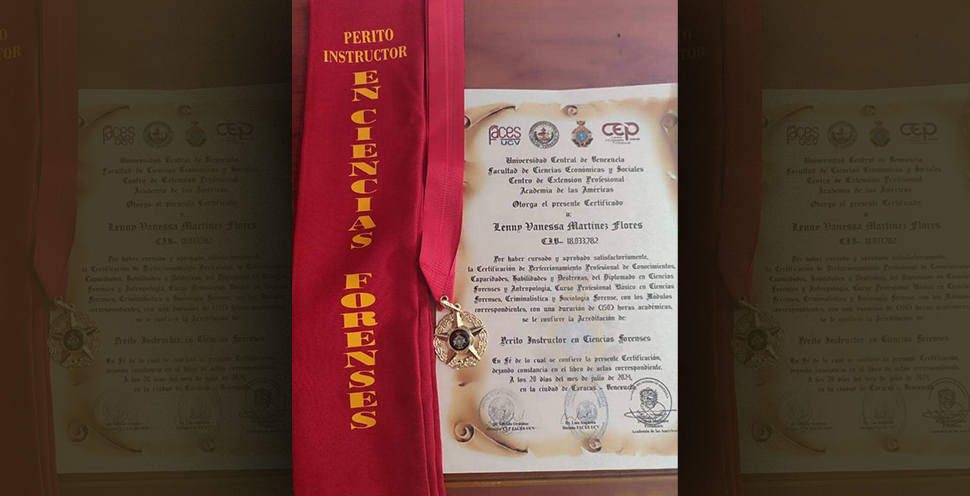 PERITO
INSTRUCTOR
EN CIENCIAS FORENSES
faces
UCV
CEP
Universidad Central de Venezuela
Facultad de Ciencias Económicas y Sociales
Centro de Extension Profesional
Academia de las Américas
Otorga el presente Certificado
a:
Lenny Vanessa Martinez Flores
C.I.V- 18.033.782
Por haber cursado y aprobado satisfactoriamente,
la Certificación de Perfeccionamiento Profesional de Conocimientos,
Capacidades, Habilidades y Destrezas, del Diplomado en Ciencias
Forenses y Antropología, Curso Profesional Básico en Ciencias
Forenses, Criminalística y Sociología Forense, con los Módulos
correspondientes, con una duración de (150) horas académicas,
se le confiere la Acreditación de:
Perito Instructor en Ciencias Forenses
En Fé de lo cual se confiere la presente Certificación,
dejando constancia en el libro de actas correspondiente.
A los 20 días del mes de julio de 2024,
en la ciudad de Caracas - Venezuela